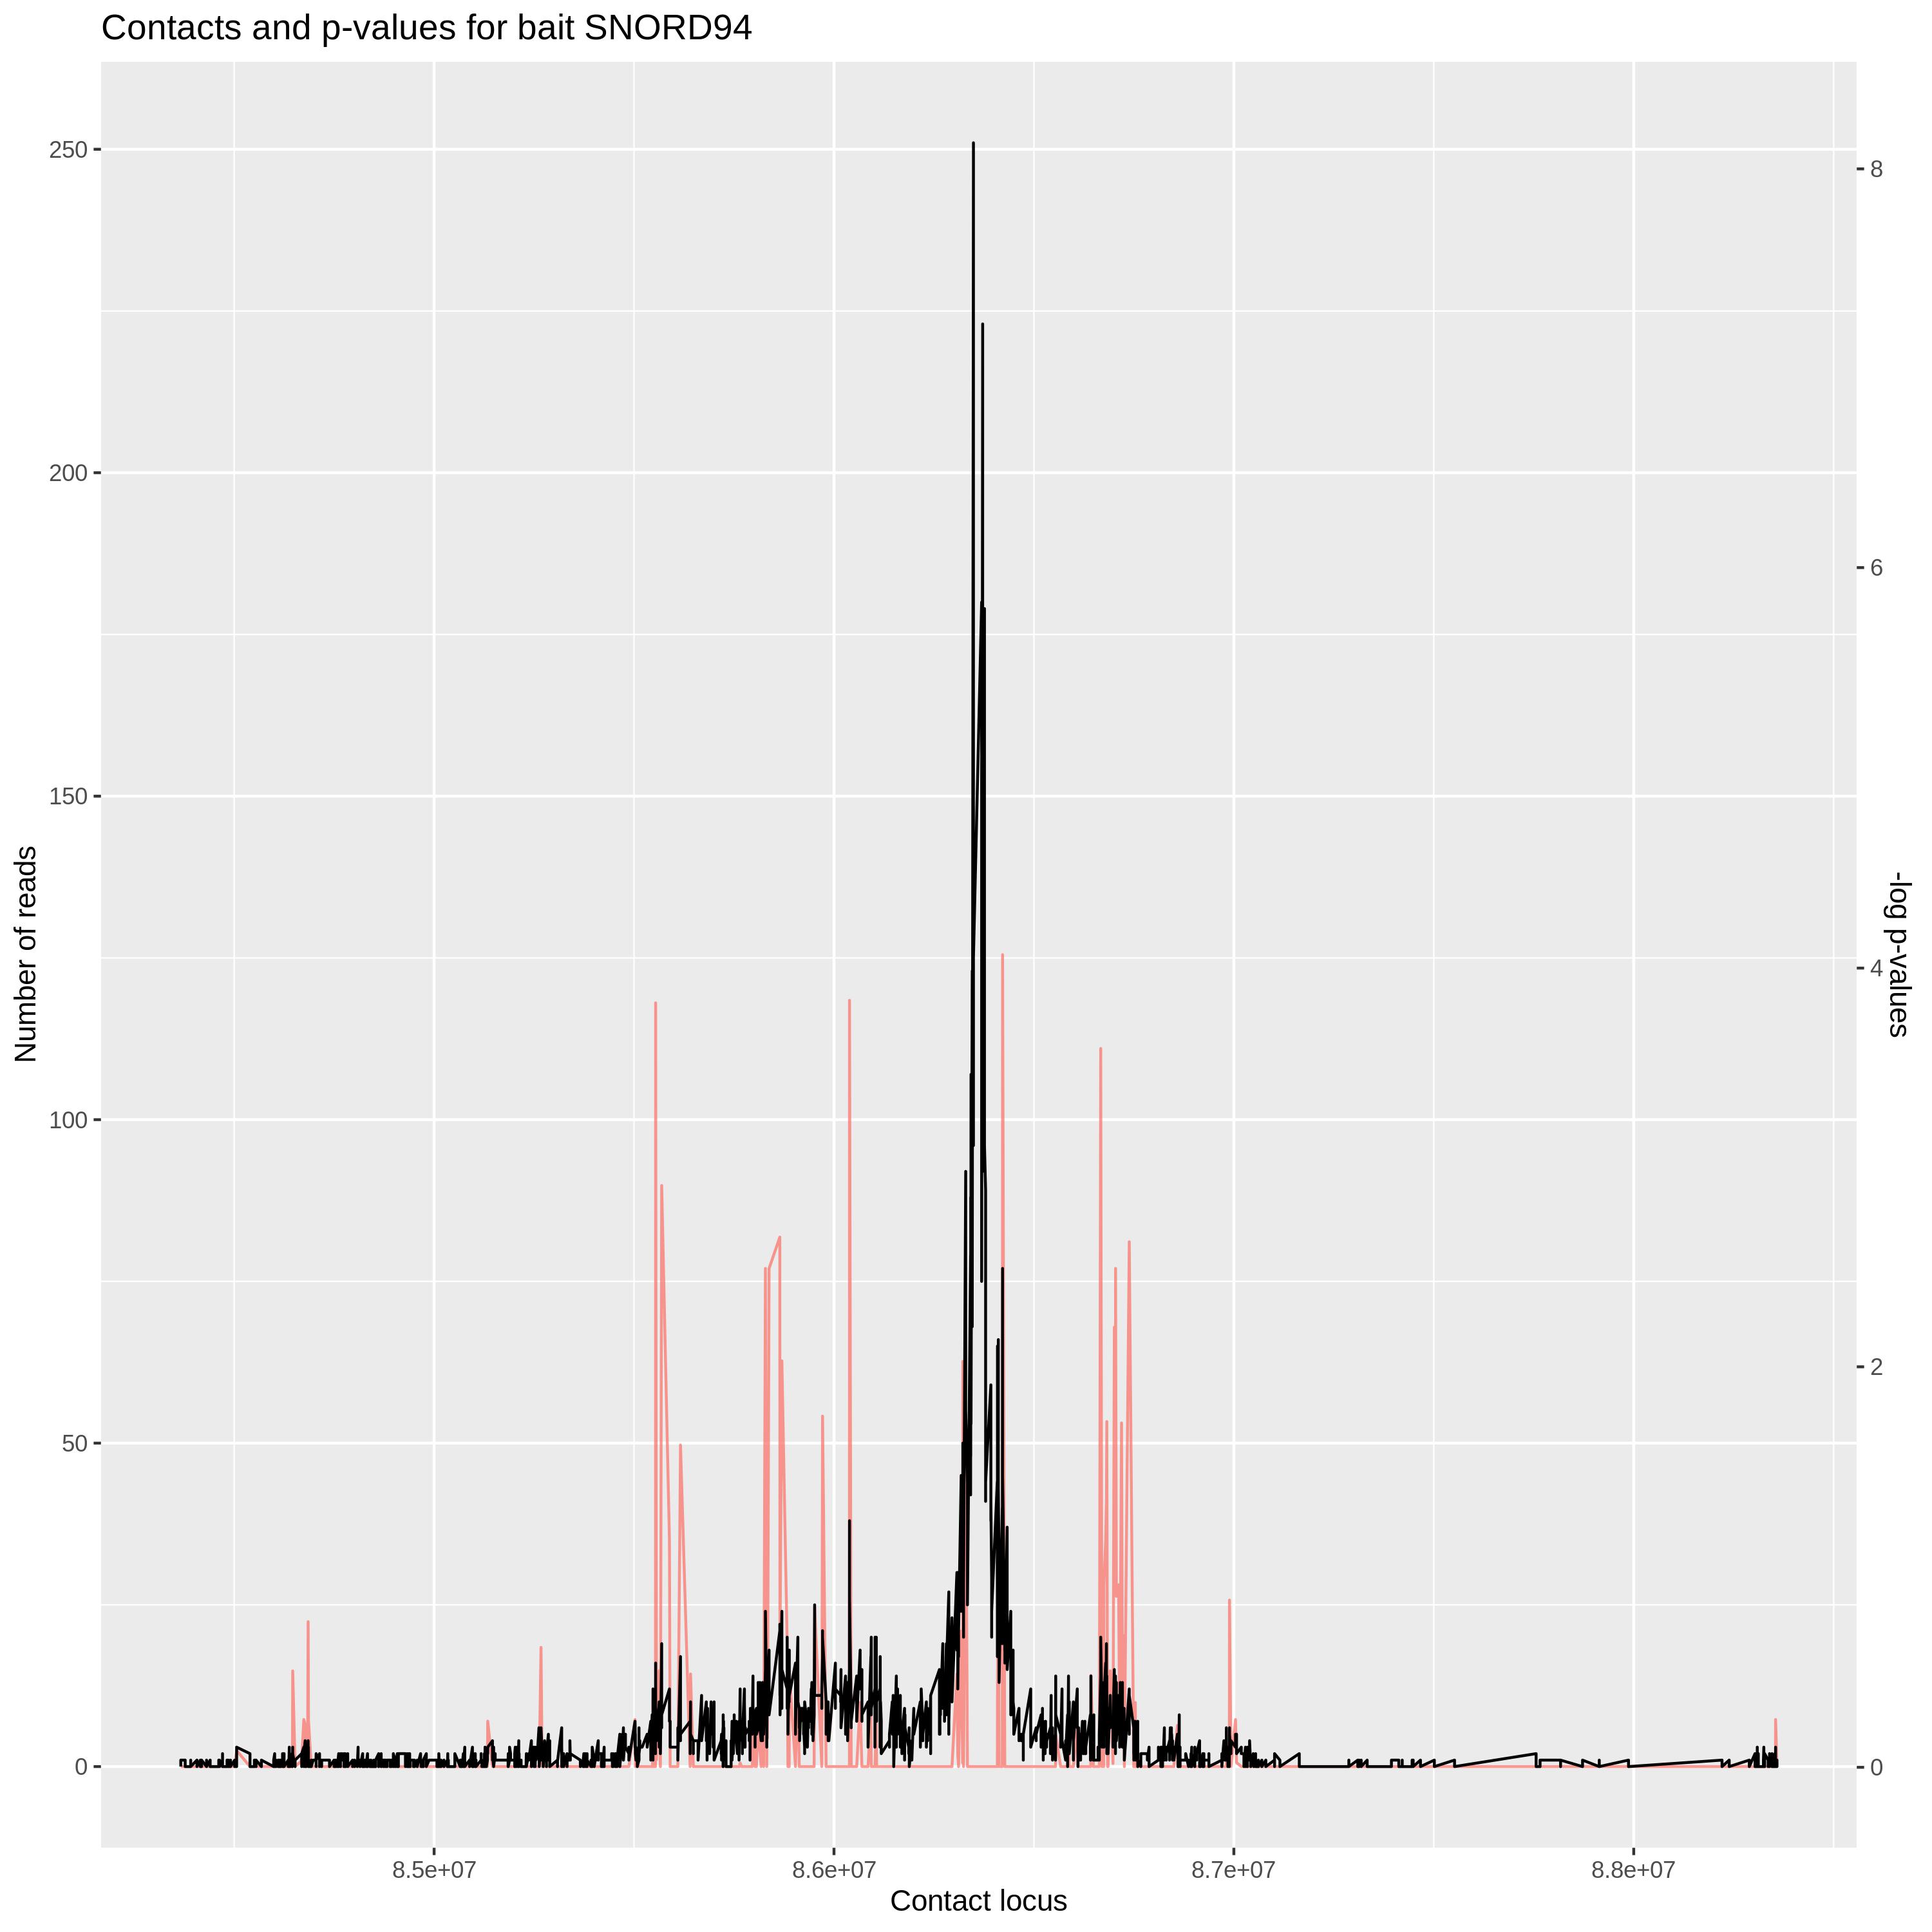 Contacts and p-values for bait SNORD94
250
200
150
100
50
0
Number of reads
8
6
4
2
0
-log p-values
8.5e+07
8.6e+07
8.7e+07
8.8e+07
Contact locus